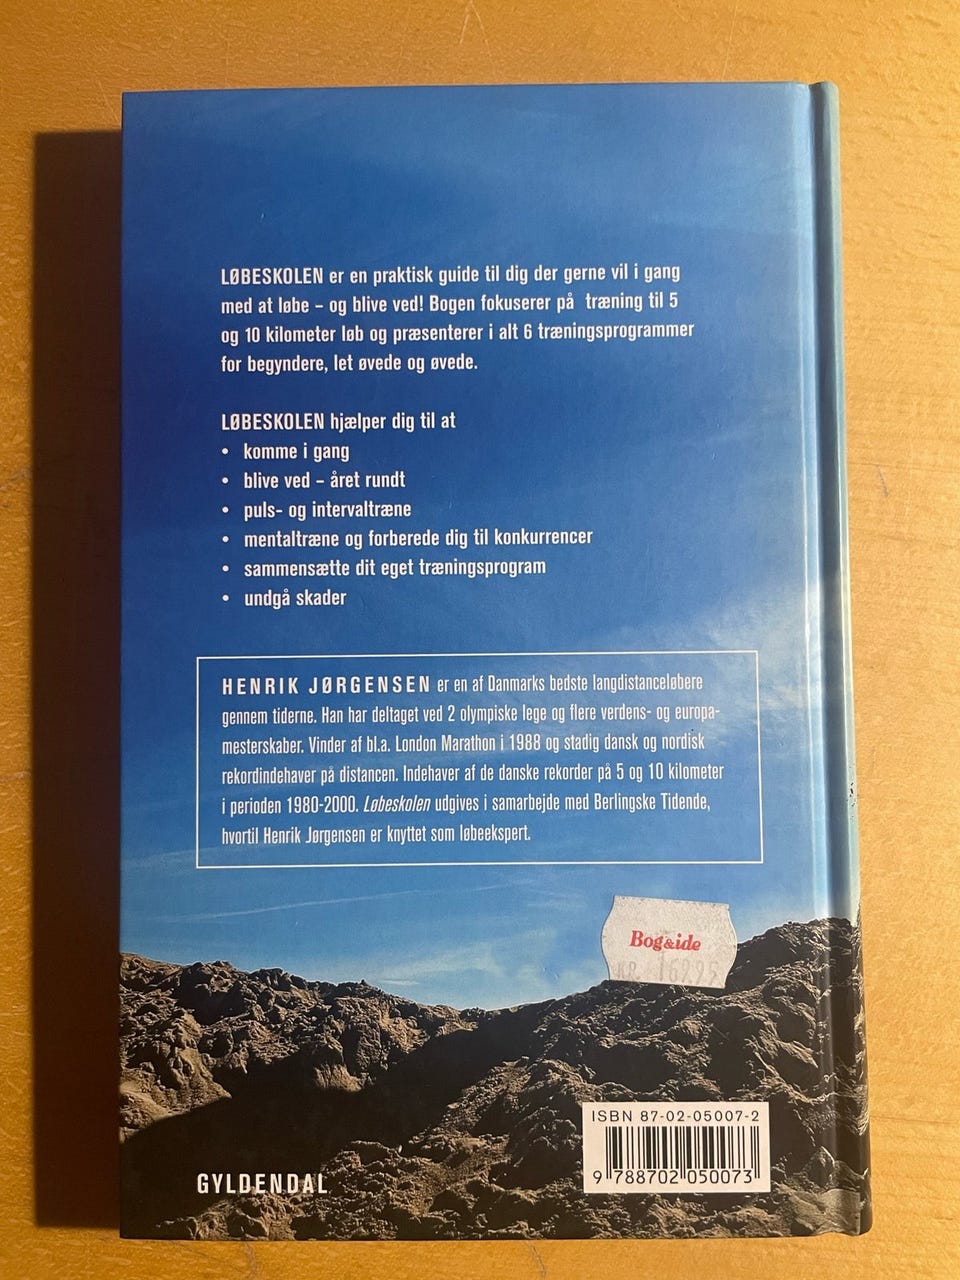 LØBESKOLEN er en praktisk guide til dig der gerne vil i gang
med at løbe – og blive ved! Bogen fokuserer på træning til 5
og 10 kilometer løb og præsenterer i alt 6 træningsprogrammer
for begyndere, let øvede og øvede.
LØBESKOLEN hjælper dig til at
• komme i gang
• blive ved – året rundt
• puls- og intervaltræne
• mentaltræne og forberede dig til konkurrencer
• sammensætte dit eget træningsprogram
• undgå skader
HENRIK JØRGENSEN er en af Danmarks bedste langdistanceløbere
gennem tiderne. Han har deltaget ved 2 olympiske lege og flere verdens- og europa-
mesterskaber. Vinder af bl.a. London Marathon i 1988 og stadig dansk og nordisk
rekordindehaver på distancen. Indehaver af de danske rekorder på 5 og 10 kilometer
i perioden 1980-2000. Løbeskolen udgives i samarbejde med Berlingske Tidende,
hvortil Henrik Jørgensen er knyttet som løbeekspert.
Bog&ide
KR. 169.95
ISBN 87-02-05007-2
9 788702 050073
GYLDENDAL